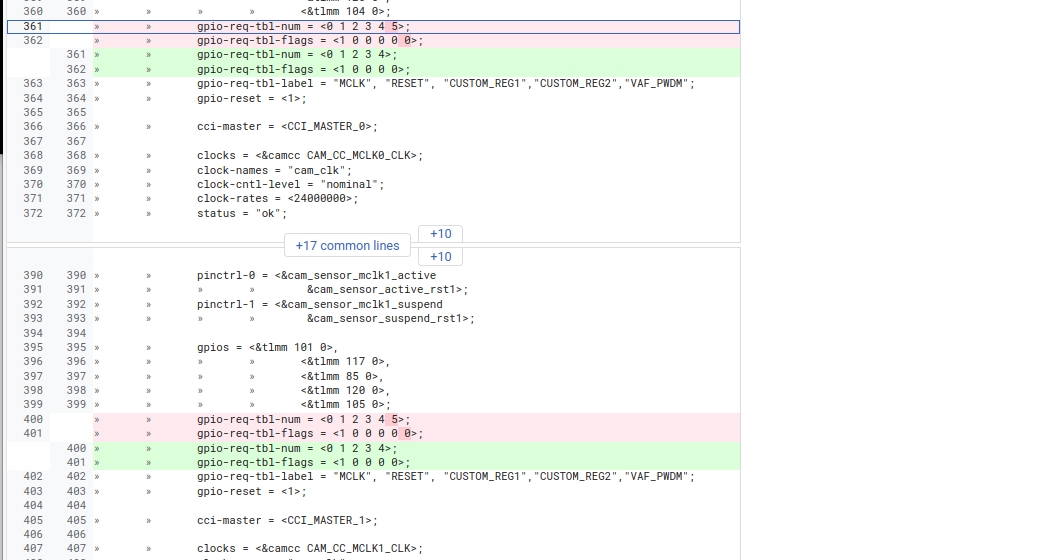 360 360 » » » » <&tlmm 104 0>;
361 » » gpio-req-tbl-num = <0 1 2 3 4 5>;
362 » » gpio-req-tbl-flags = <1 0 0 0 0 0>;
361 » » gpio-req-tbl-num = <0 1 2 3 4>;
362 » » gpio-req-tbl-flags = <1 0 0 0 0>;
363 363 » » gpio-req-tbl-label = "MCLK", "RESET", "CUSTOM_REG1","CUSTOM_REG2","VAF_PWDM";
364 364 » » gpio-reset = <1>;
365 365
366 366 » » cci-master = <CCI_MASTER_0>;
367 367
368 368 » » clocks = <&camcc CAM_CC_MCLK0_CLK>;
369 369 » » clock-names = "cam_clk";
370 370 » » clock-cntl-level = "nominal";
371 371 » » clock-rates = <24000000>;
372 372 » » status = "ok";
+10
+17 common lines
+10
390 390 » » pinctrl-0 = <&cam_sensor_mclk1_active
391 391 » » » » &cam_sensor_active_rst1>;
392 392 » » pinctrl-1 = <&cam_sensor_mclk1_suspend
393 393 » » » » &cam_sensor_suspend_rst1>;
394 394
395 395 » » gpios = <&tlmm 101 0>,
396 396 » » » » <&tlmm 117 0>,
397 397 » » » » <&tlmm 85 0>,
398 398 » » » » <&tlmm 120 0>,
399 399 » » » » <&tlmm 105 0>;
400 » » gpio-req-tbl-num = <0 1 2 3 4 5>;
401 » » gpio-req-tbl-flags = <1 0 0 0 0 0>;
400 » » gpio-req-tbl-num = <0 1 2 3 4>;
401 » » gpio-req-tbl-flags = <1 0 0 0 0>;
402 402 » » gpio-req-tbl-label = "MCLK", "RESET", "CUSTOM_REG1","CUSTOM_REG2","VAF_PWDM";
403 403 » » gpio-reset = <1>;
404 404
405 405 » » cci-master = <CCI_MASTER_1>;
406 406
407 407 » » clocks = <&camcc CAM_CC_MCLK1_CLK>;